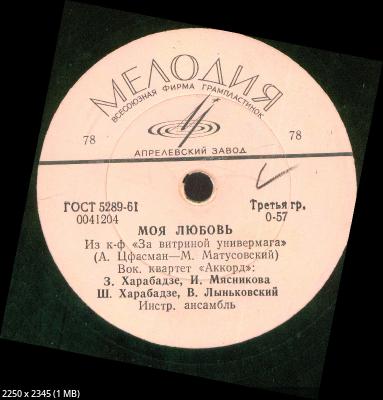 МЕЛОДИЯ
ВСЕСОЮЗНАЯ ФИРМА ГРАМПЛАСТИНОК
78
78
АПРЕЛЕВСКИЙ ЗАВОД
ГОСТ 5289-61
Третья гр.
0041204
0-57
МОЯ ЛЮБОВЬ
Из к-ф «За витриной универмага»
(А. Цфасман—М. Матусовский)
Вок. квартет «Аккорд»:
З. Харабадзе, И. Мясникова
Ш. Харабадзе, В. Лыньковский
Инстр. ансамбль
2250 x 2345 (1 MB)